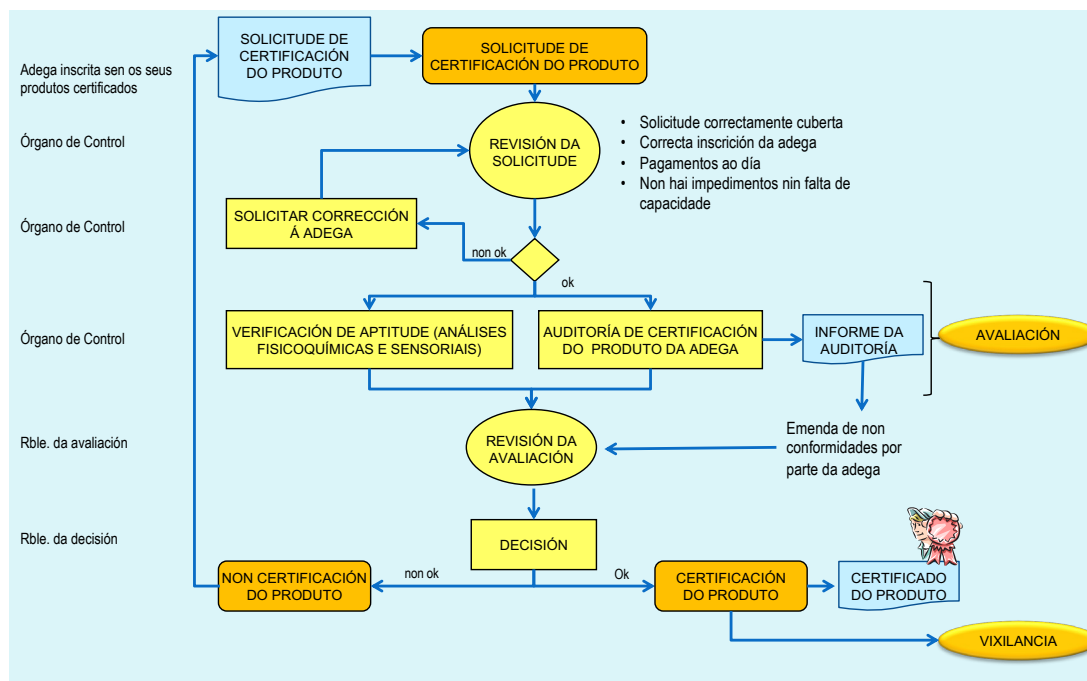 SOLICITUDE DE
CERTIFICACIÓN
DO PRODUTO
SOLICITUDE DE
CERTIFICACIÓN DO PRODUTO
Adega inscrita sen os seus
produtos certificados
Órgano de Control
REVISIÓN DA
SOLICITUDE
• Solicitude correctamente cuberta
• Correcta inscrición da adega
• Pagamentos ao día
• Non hai impedimentos nin falta de
capacidade
Órgano de Control
SOLICITAR CORRECCIÓN
Á ADEGA
non ok
ok
Órgano de Control
VERIFICACIÓN DE APTITUDE (ANÁLISES
FISICOQUÍMICAS E SENSORIAIS)
AUDITORÍA DE CERTIFICACIÓN
DO PRODUTO DA ADEGA
INFORME DA
AUDITORÍA
AVALIACIÓN
Rble. da avaliación
REVISIÓN DA
AVALIACIÓN
Emenda de non
conformidades por
parte da adega
Rble. da decisión
DECISIÓN
non ok
Ok
NON CERTIFICACIÓN
DO PRODUTO
CERTIFICACIÓN
DO PRODUTO
CERTIFICADO
DO PRODUTO
VIXILANCIA